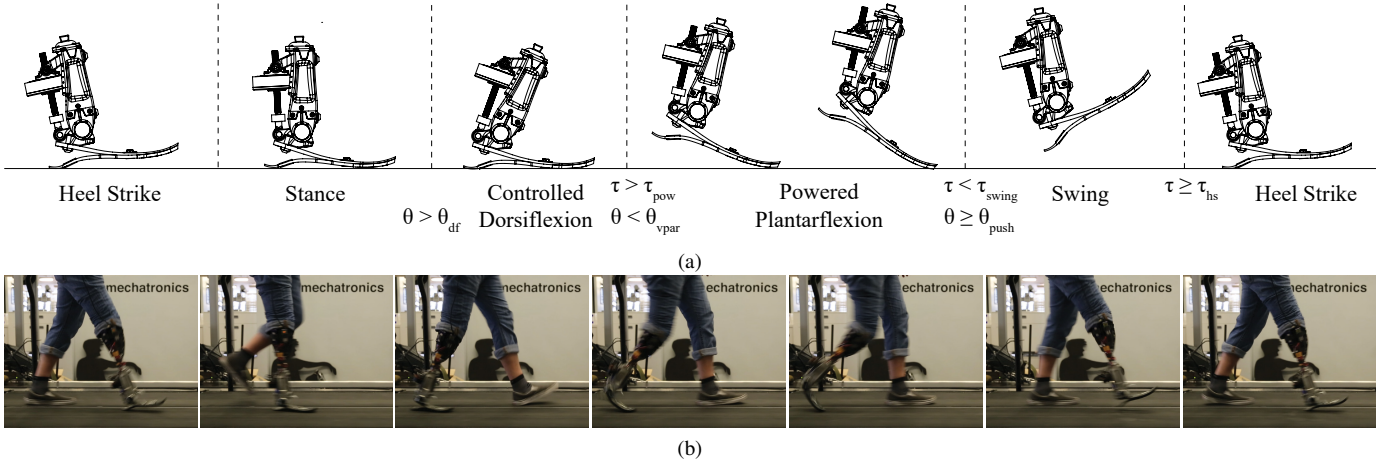 Heel Strike
Stance
Controlled
Dorsiflexion
τ > τpow
Powered
Plantarflexion
τ < τswing
Swing
τ ≥ τhs
Heel Strike
θ > θdf
θ < θvpar
θ ≥ θpush
(a)
mechatronics
mechatronics
mechatronics
mechatronics
mechatronics
echatronics
mechatronics
(b)